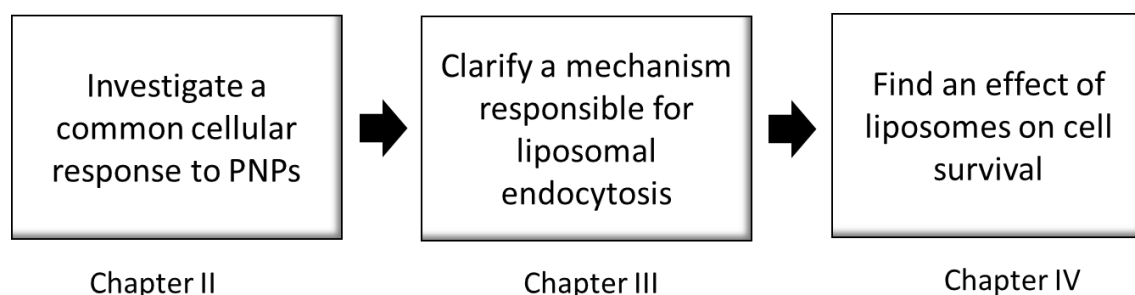 Investigate a
common cellular
response to PNPs
Clarify a mechanism
responsible for
liposomal
endocytosis
Find an effect of
liposomes on cell
survival
Chapter II
Chapter III
Chapter IV